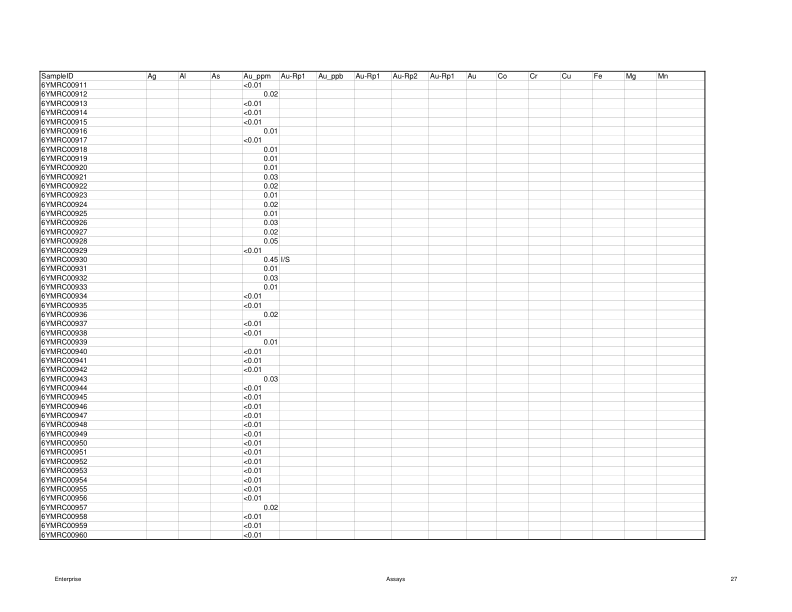 SampleID Ag Al As Au_ppm Au-Rp1 Au_ppb Au-Rp1 Au-Rp2 Au-Rp1 Au Co Cr Cu Fe Mg Mn
6YMRC00911 <0.01
6YMRC00912 0.02
6YMRC00913 <0.01
6YMRC00914 <0.01
6YMRC00915 <0.01
6YMRC00916 0.01
6YMRC00917 <0.01
6YMRC00918 0.01
6YMRC00919 0.01
6YMRC00920 0.01
6YMRC00921 0.03
6YMRC00922 0.02
6YMRC00923 0.01
6YMRC00924 0.02
6YMRC00925 0.01
6YMRC00926 0.03
6YMRC00927 0.02
6YMRC00928 0.05
6YMRC00929 <0.01
6YMRC00930 0.45 I/S
6YMRC00931 0.01
6YMRC00932 0.03
6YMRC00933 0.01
6YMRC00934 <0.01
6YMRC00935 <0.01
6YMRC00936 0.02
6YMRC00937 <0.01
6YMRC00938 <0.01
6YMRC00939 0.01
6YMRC00940 <0.01
6YMRC00941 <0.01
6YMRC00942 <0.01
6YMRC00943 0.03
6YMRC00944 <0.01
6YMRC00945 <0.01
6YMRC00946 <0.01
6YMRC00947 <0.01
6YMRC00948 <0.01
6YMRC00949 <0.01
6YMRC00950 <0.01
6YMRC00951 <0.01
6YMRC00952 <0.01
6YMRC00953 <0.01
6YMRC00954 <0.01
6YMRC00955 <0.01
6YMRC00956 <0.01
6YMRC00957 0.02
6YMRC00958 <0.01
6YMRC00959 <0.01
6YMRC00960 <0.01
Enterprise Assays 27